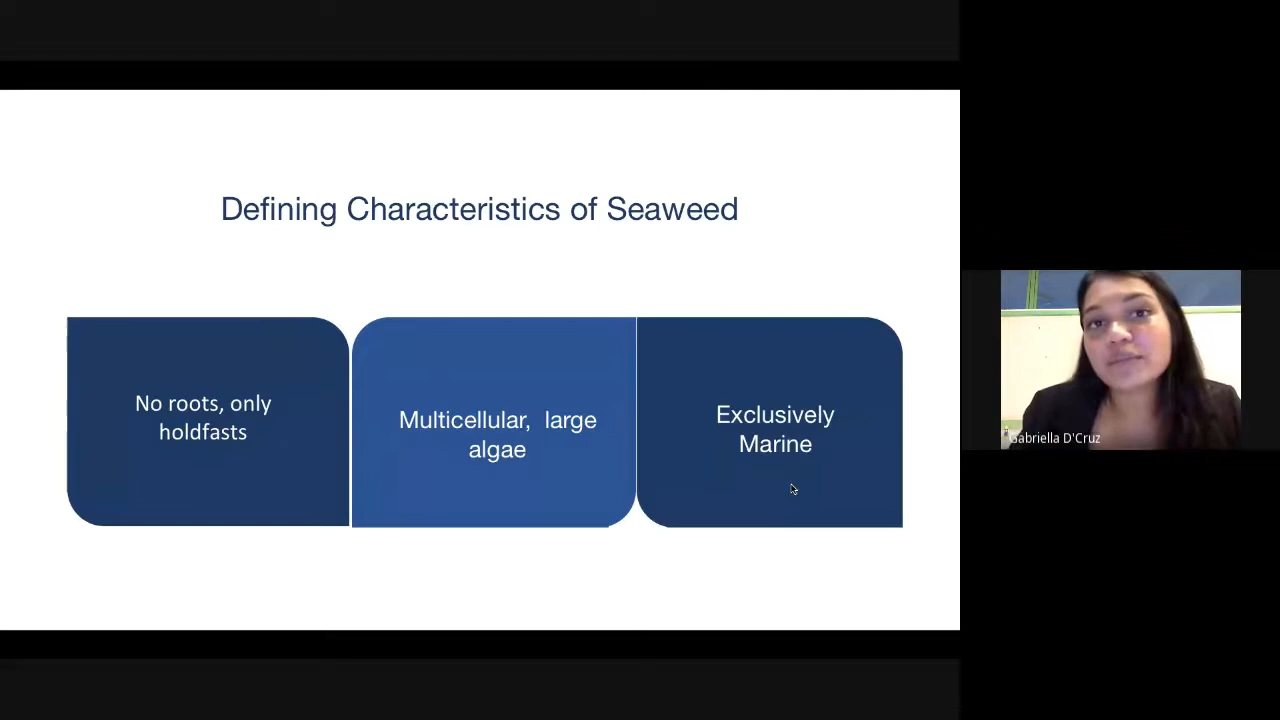 Defining Characteristics of Seaweed
No roots, only
holdfasts
Multicellular,  large
algae
Exclusively
Marine
Gabriella D'Cruz